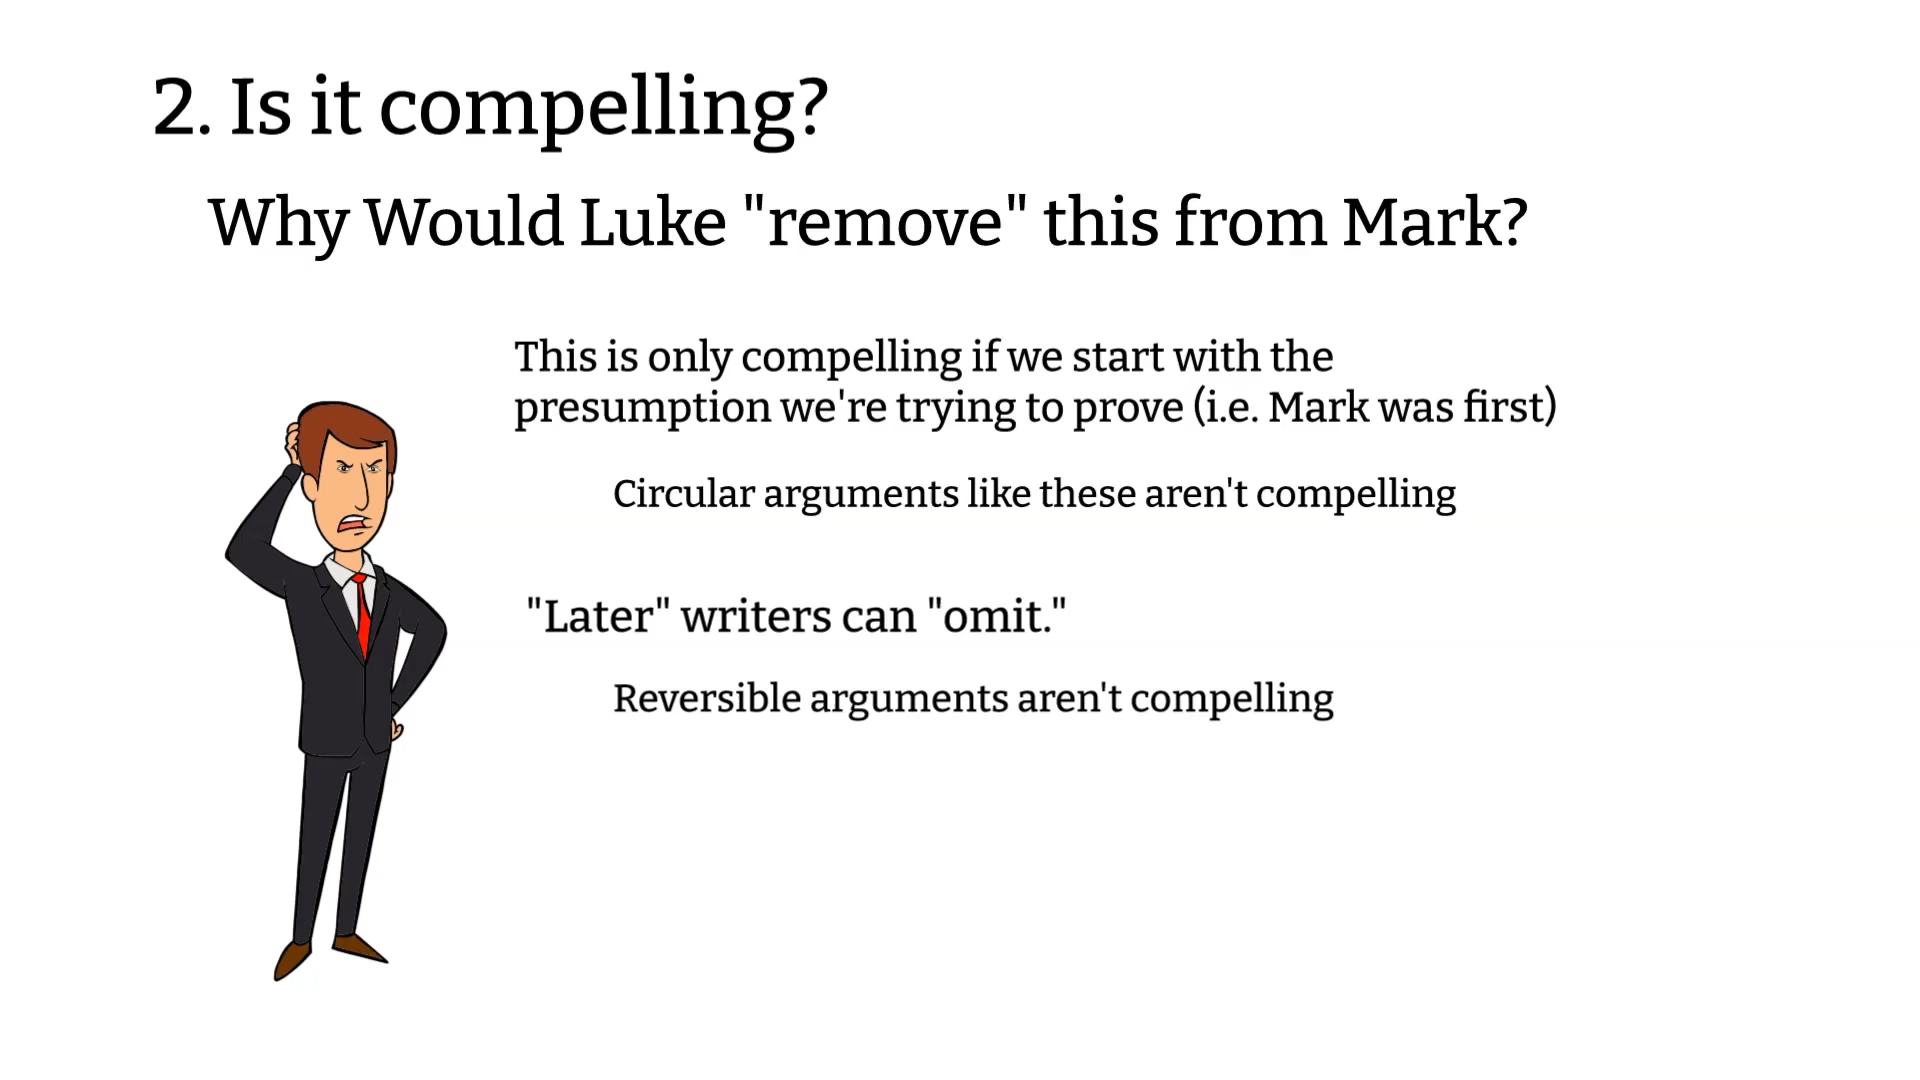 2. Is it compelling?
Why Would Luke "remove" this from Mark?
This is only compelling if we start with the
presumption we're trying to prove (i.e. Mark was first)
Circular arguments like these aren't compelling
"Later" writers can "omit."
Reversible arguments aren't compelling